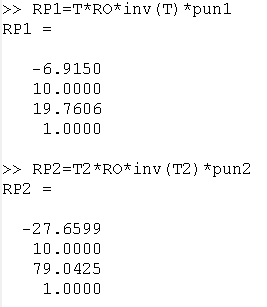 >> RP1=T*RO*inv(T)*pun1
RP1 =
-6.9150
10.0000
19.7606
1.0000
>> RP2=T2*RO*inv(T2)*pun2
RP2 =
-27.6599
10.0000
79.0425
1.0000